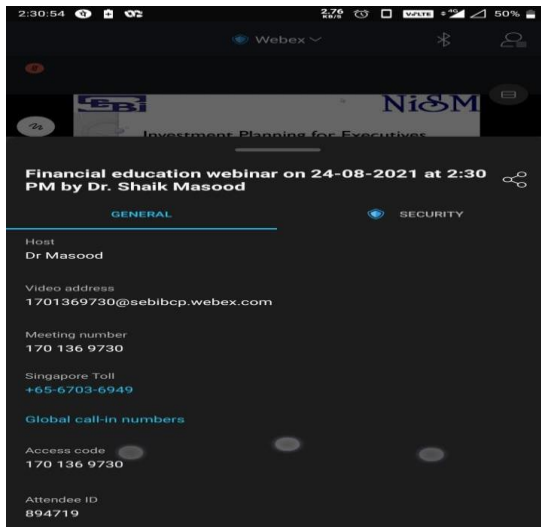 2:30:54
2.76
KB/S
VoLTE
4G
50%
Webex
SEBI
NiSM
Investment Planning for Executives
Financial education webinar on 24-08-2021 at 2:30
PM by Dr. Shaik Masood
GENERAL
SECURITY
Host
Dr Masood
Video address
1701369730@sebibcp.webex.com
Meeting number
170 136 9730
Singapore Toll
+65-6703-6949
Global call-in numbers
Access code
170 136 9730
Attendee ID
894719